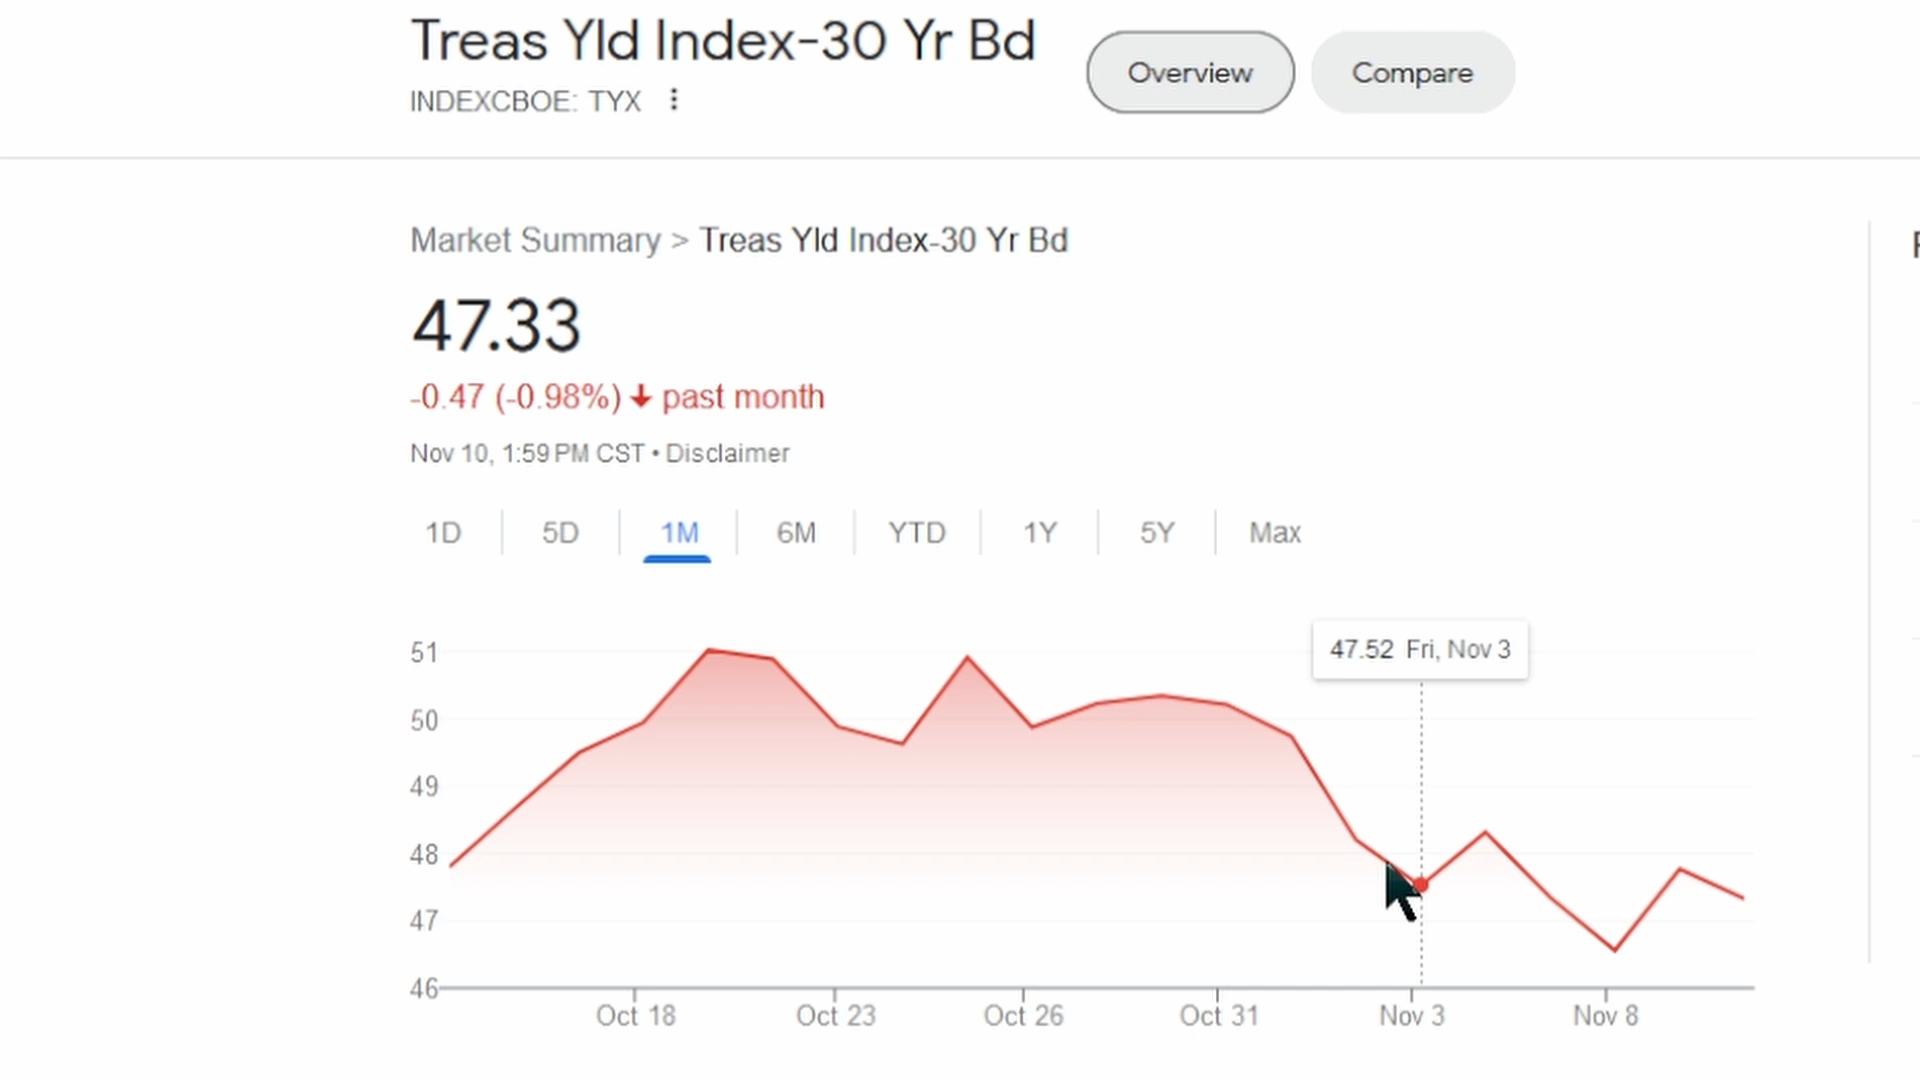 Treas Yld Index-30 Yr Bd
INDEXCBOE: TYX
Overview
Compare
Market Summary > Treas Yld Index-30 Yr Bd
47.33
-0.47 (-0.98%) ↓ past month
Nov 10, 1:59 PM CST • Disclaimer
1D 5D 1M 6M YTD 1Y 5Y Max
47.52 Fri, Nov 3
51
50
49
48
47
46
Oct 18 Oct 23 Oct 26 Oct 31 Nov 3 Nov 8